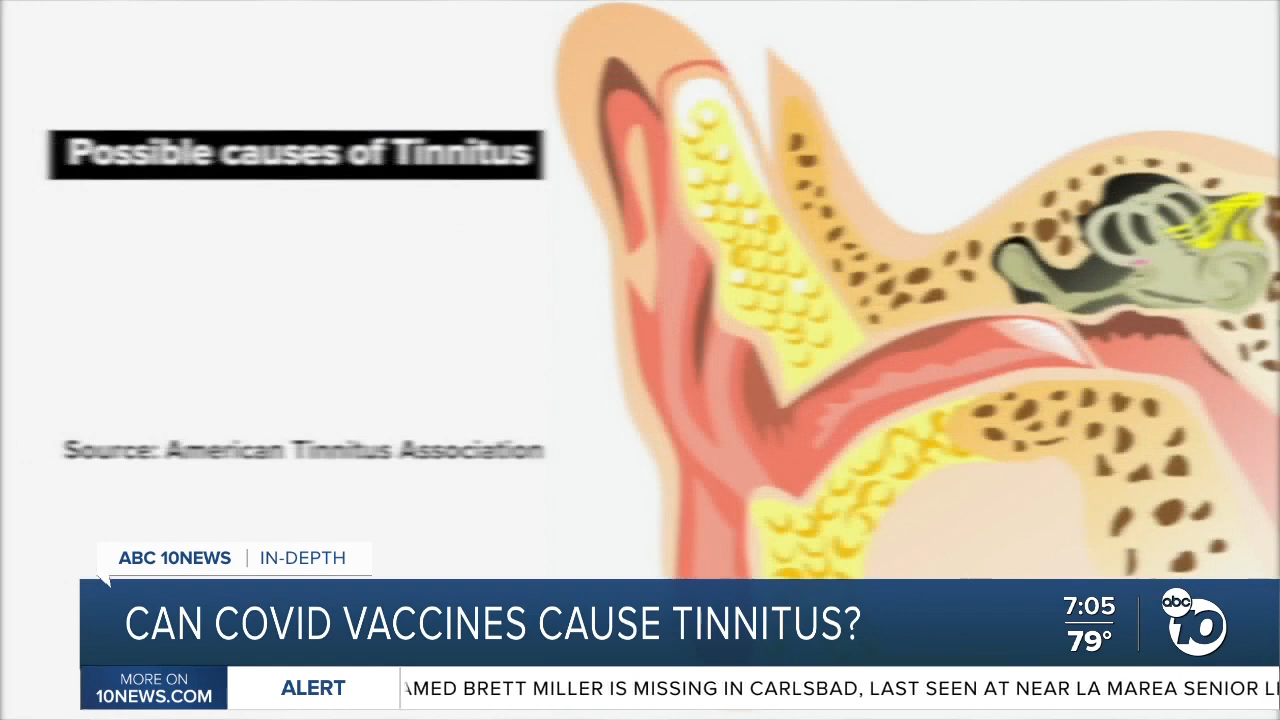 Possible causes of Tinnitus
Source: American Tinnitus Association
ABC 10NEWS | IN-DEPTH
CAN COVID VACCINES CAUSE TINNITUS?
7:05
79°
abc
10
MORE ON
10NEWS.COM
ALERT
AMED BRETT MILLER IS MISSING IN CARLSBAD, LAST SEEN AT NEAR LA MAREA SENIOR LI